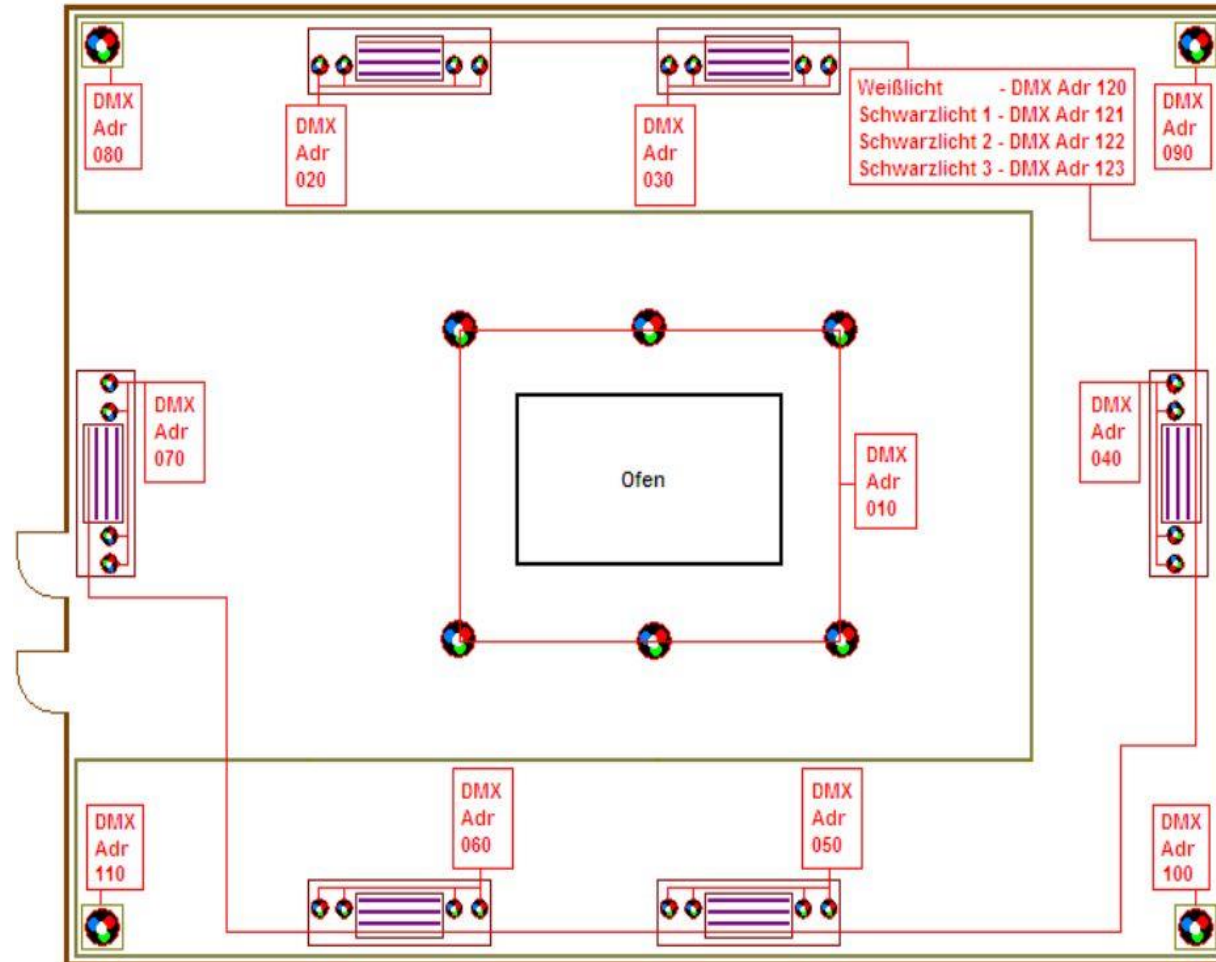 DMX
Adr
080
DMX
Adr
020
DMX
Adr
030
Weißlicht - DMX Adr 120
Schwarzlicht 1 - DMX Adr 121
Schwarzlicht 2 - DMX Adr 122
Schwarzlicht 3 - DMX Adr 123
DMX
Adr
090
DMX
Adr
070
DMX
Adr
040
Ofen
DMX
Adr
010
DMX
Adr
060
DMX
Adr
050
DMX
Adr
110
DMX
Adr
100